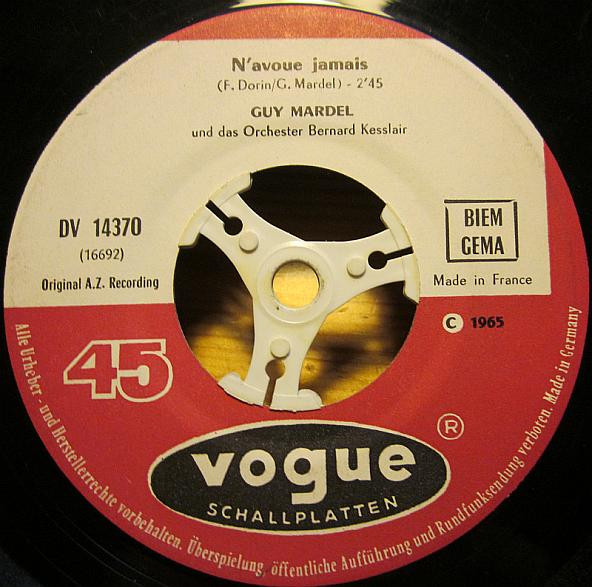 N'avoue jamais
(F. Dorin/G. Mardel) - 2'45
GUY MARDEL
und das Orchester Bernard Kesslair
DV 14370
(16692)
Original A.Z. Recording
BIEM
GEMA
Made in France
C 1965
45
®
vogue
SCHALLPLATTEN
Alle Urheber- und Herstellerrechte vorbehalten. Überspielung, öffentliche Aufführung und Rundfunksendung verboten. Made in Germany